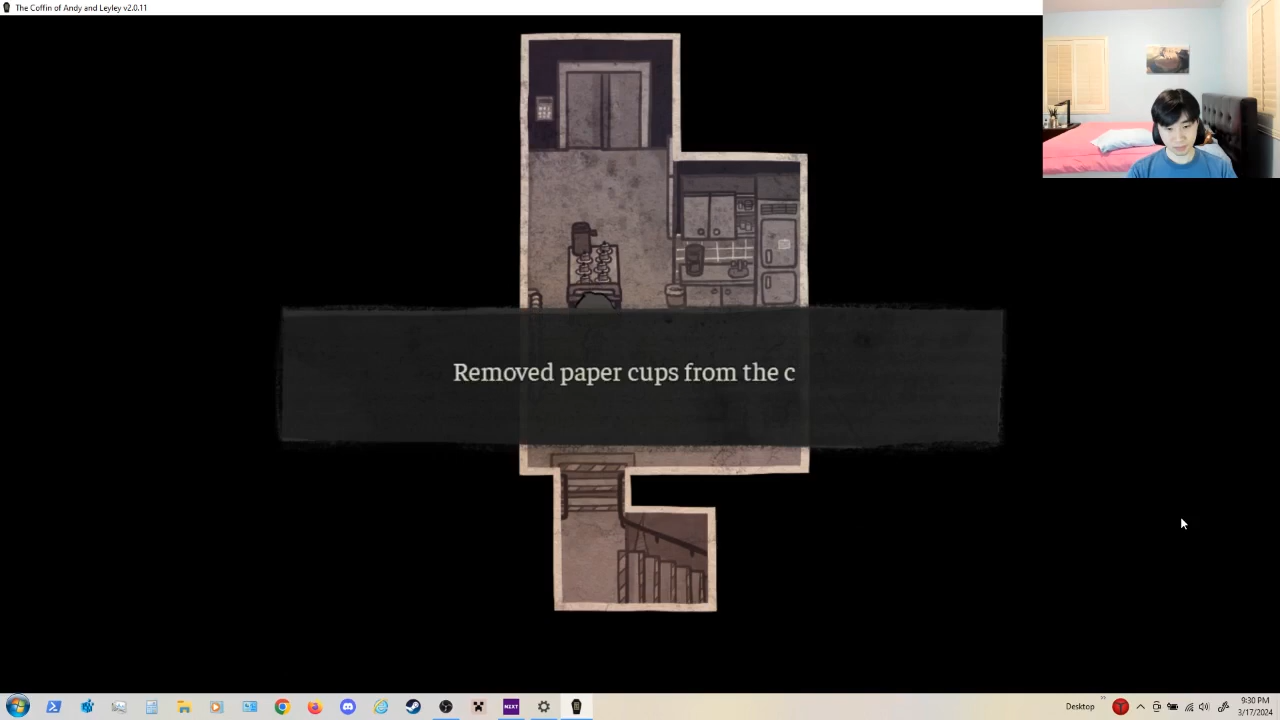 The Coffin of Andy and Leyley v2.0.11
Removed paper cups from the c
NEXT
Desktop
9:30 PM
3/17/2024